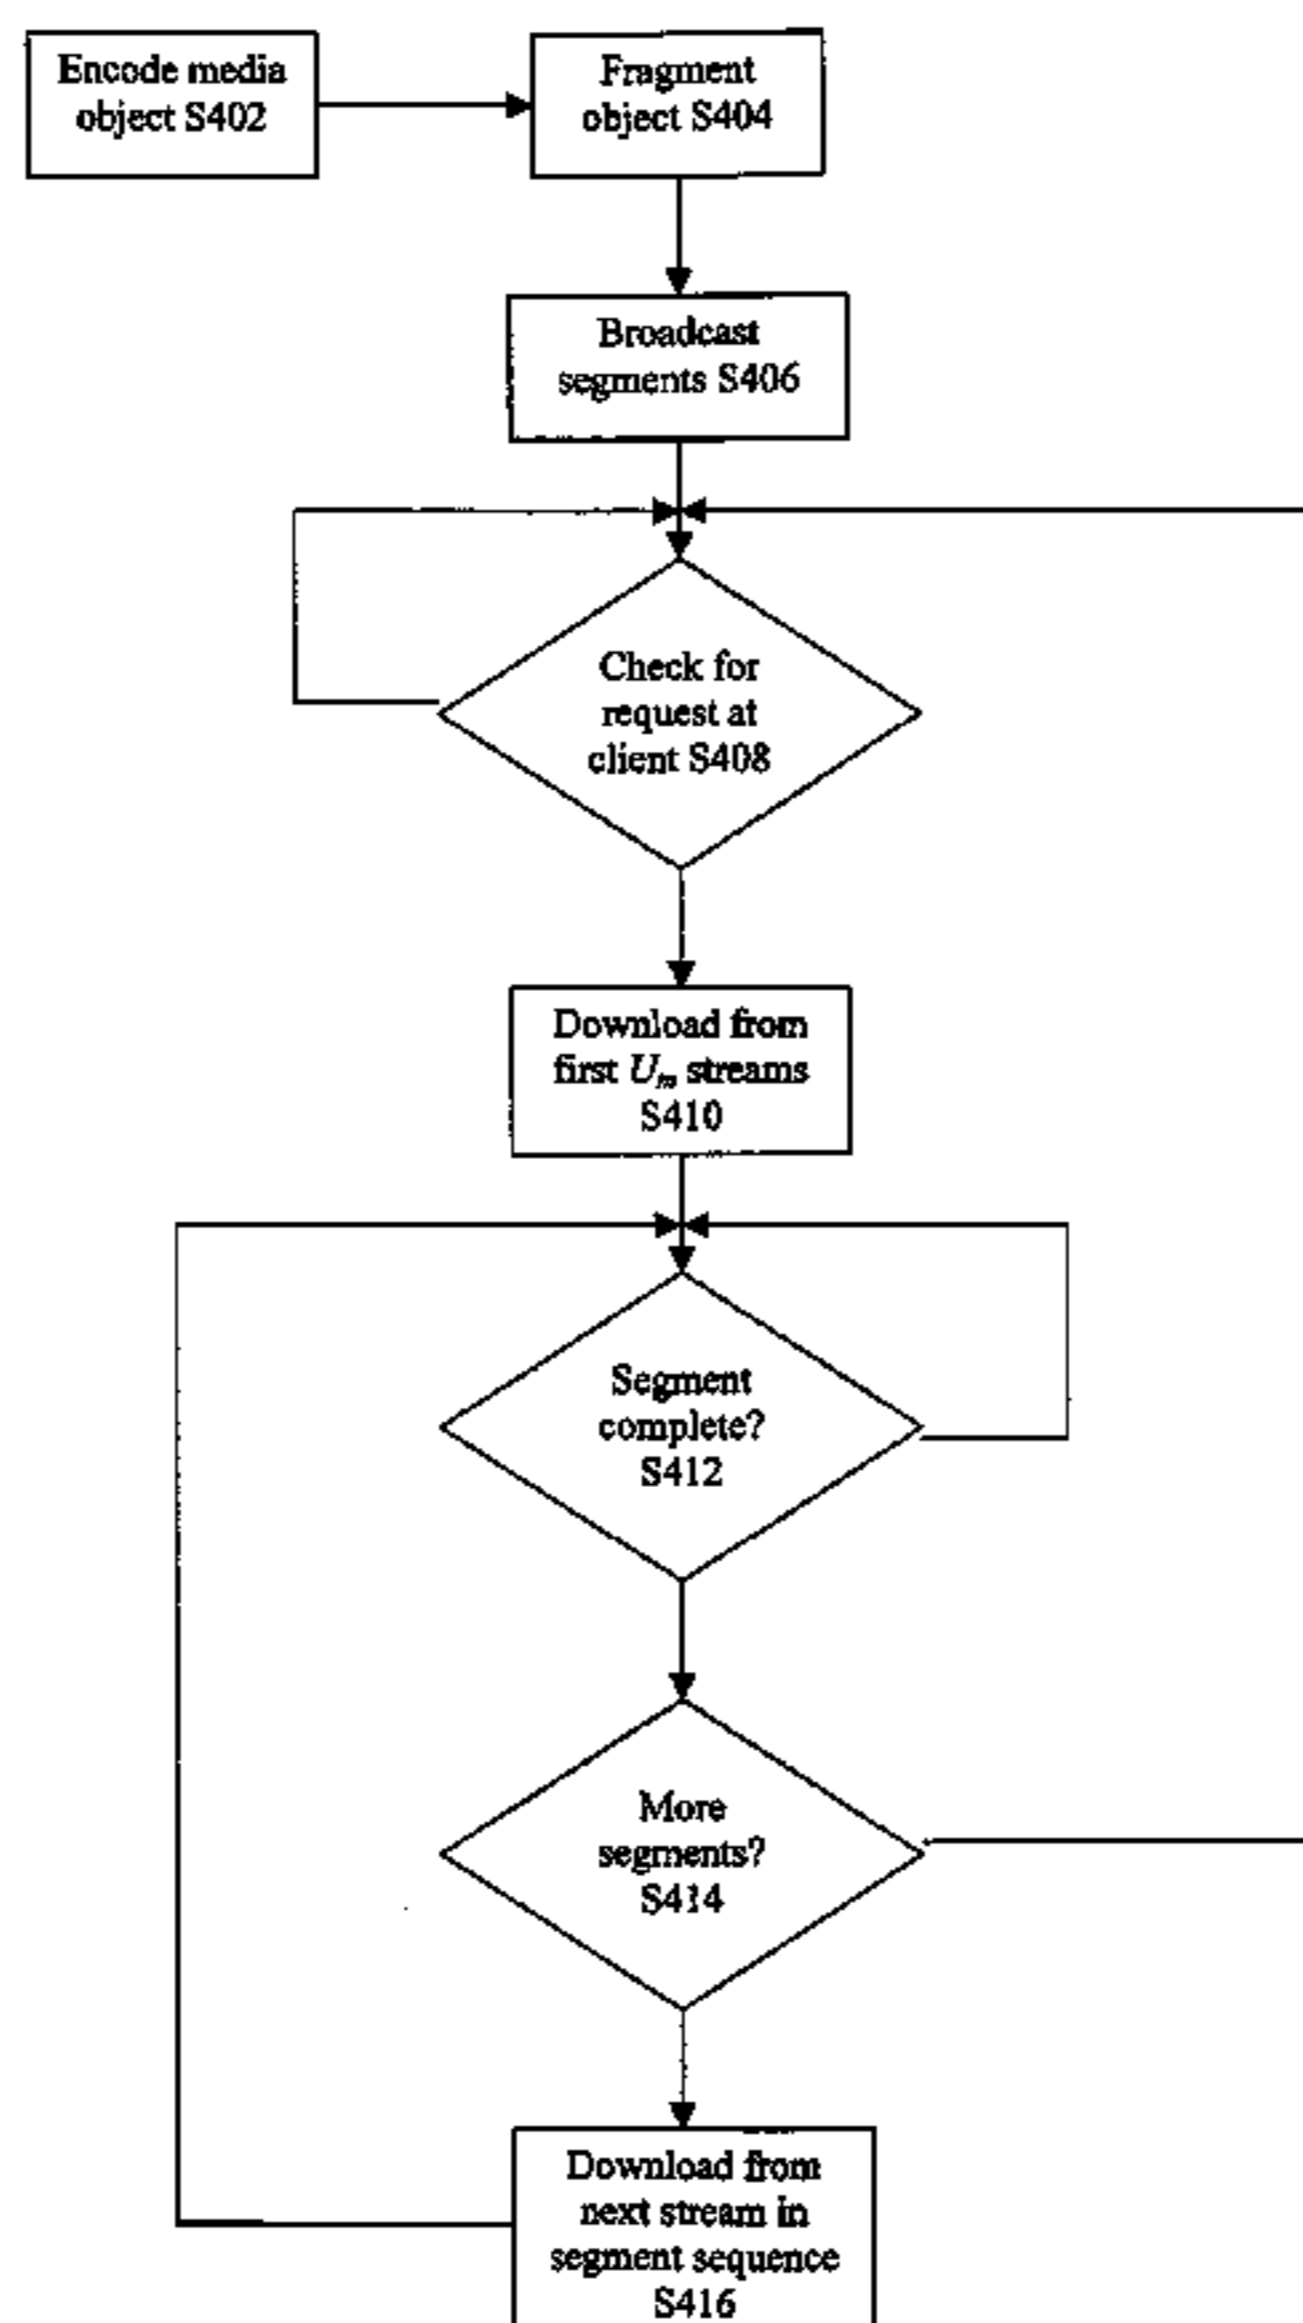 Encode media
object S402
Fragment
object S404
Broadcast
segments S406
Check for
request at
client S408
Download from
first Um streams
S410
Segment
complete?
S412
More
segments?
S414
Download from
next stream in
segment sequence
S416